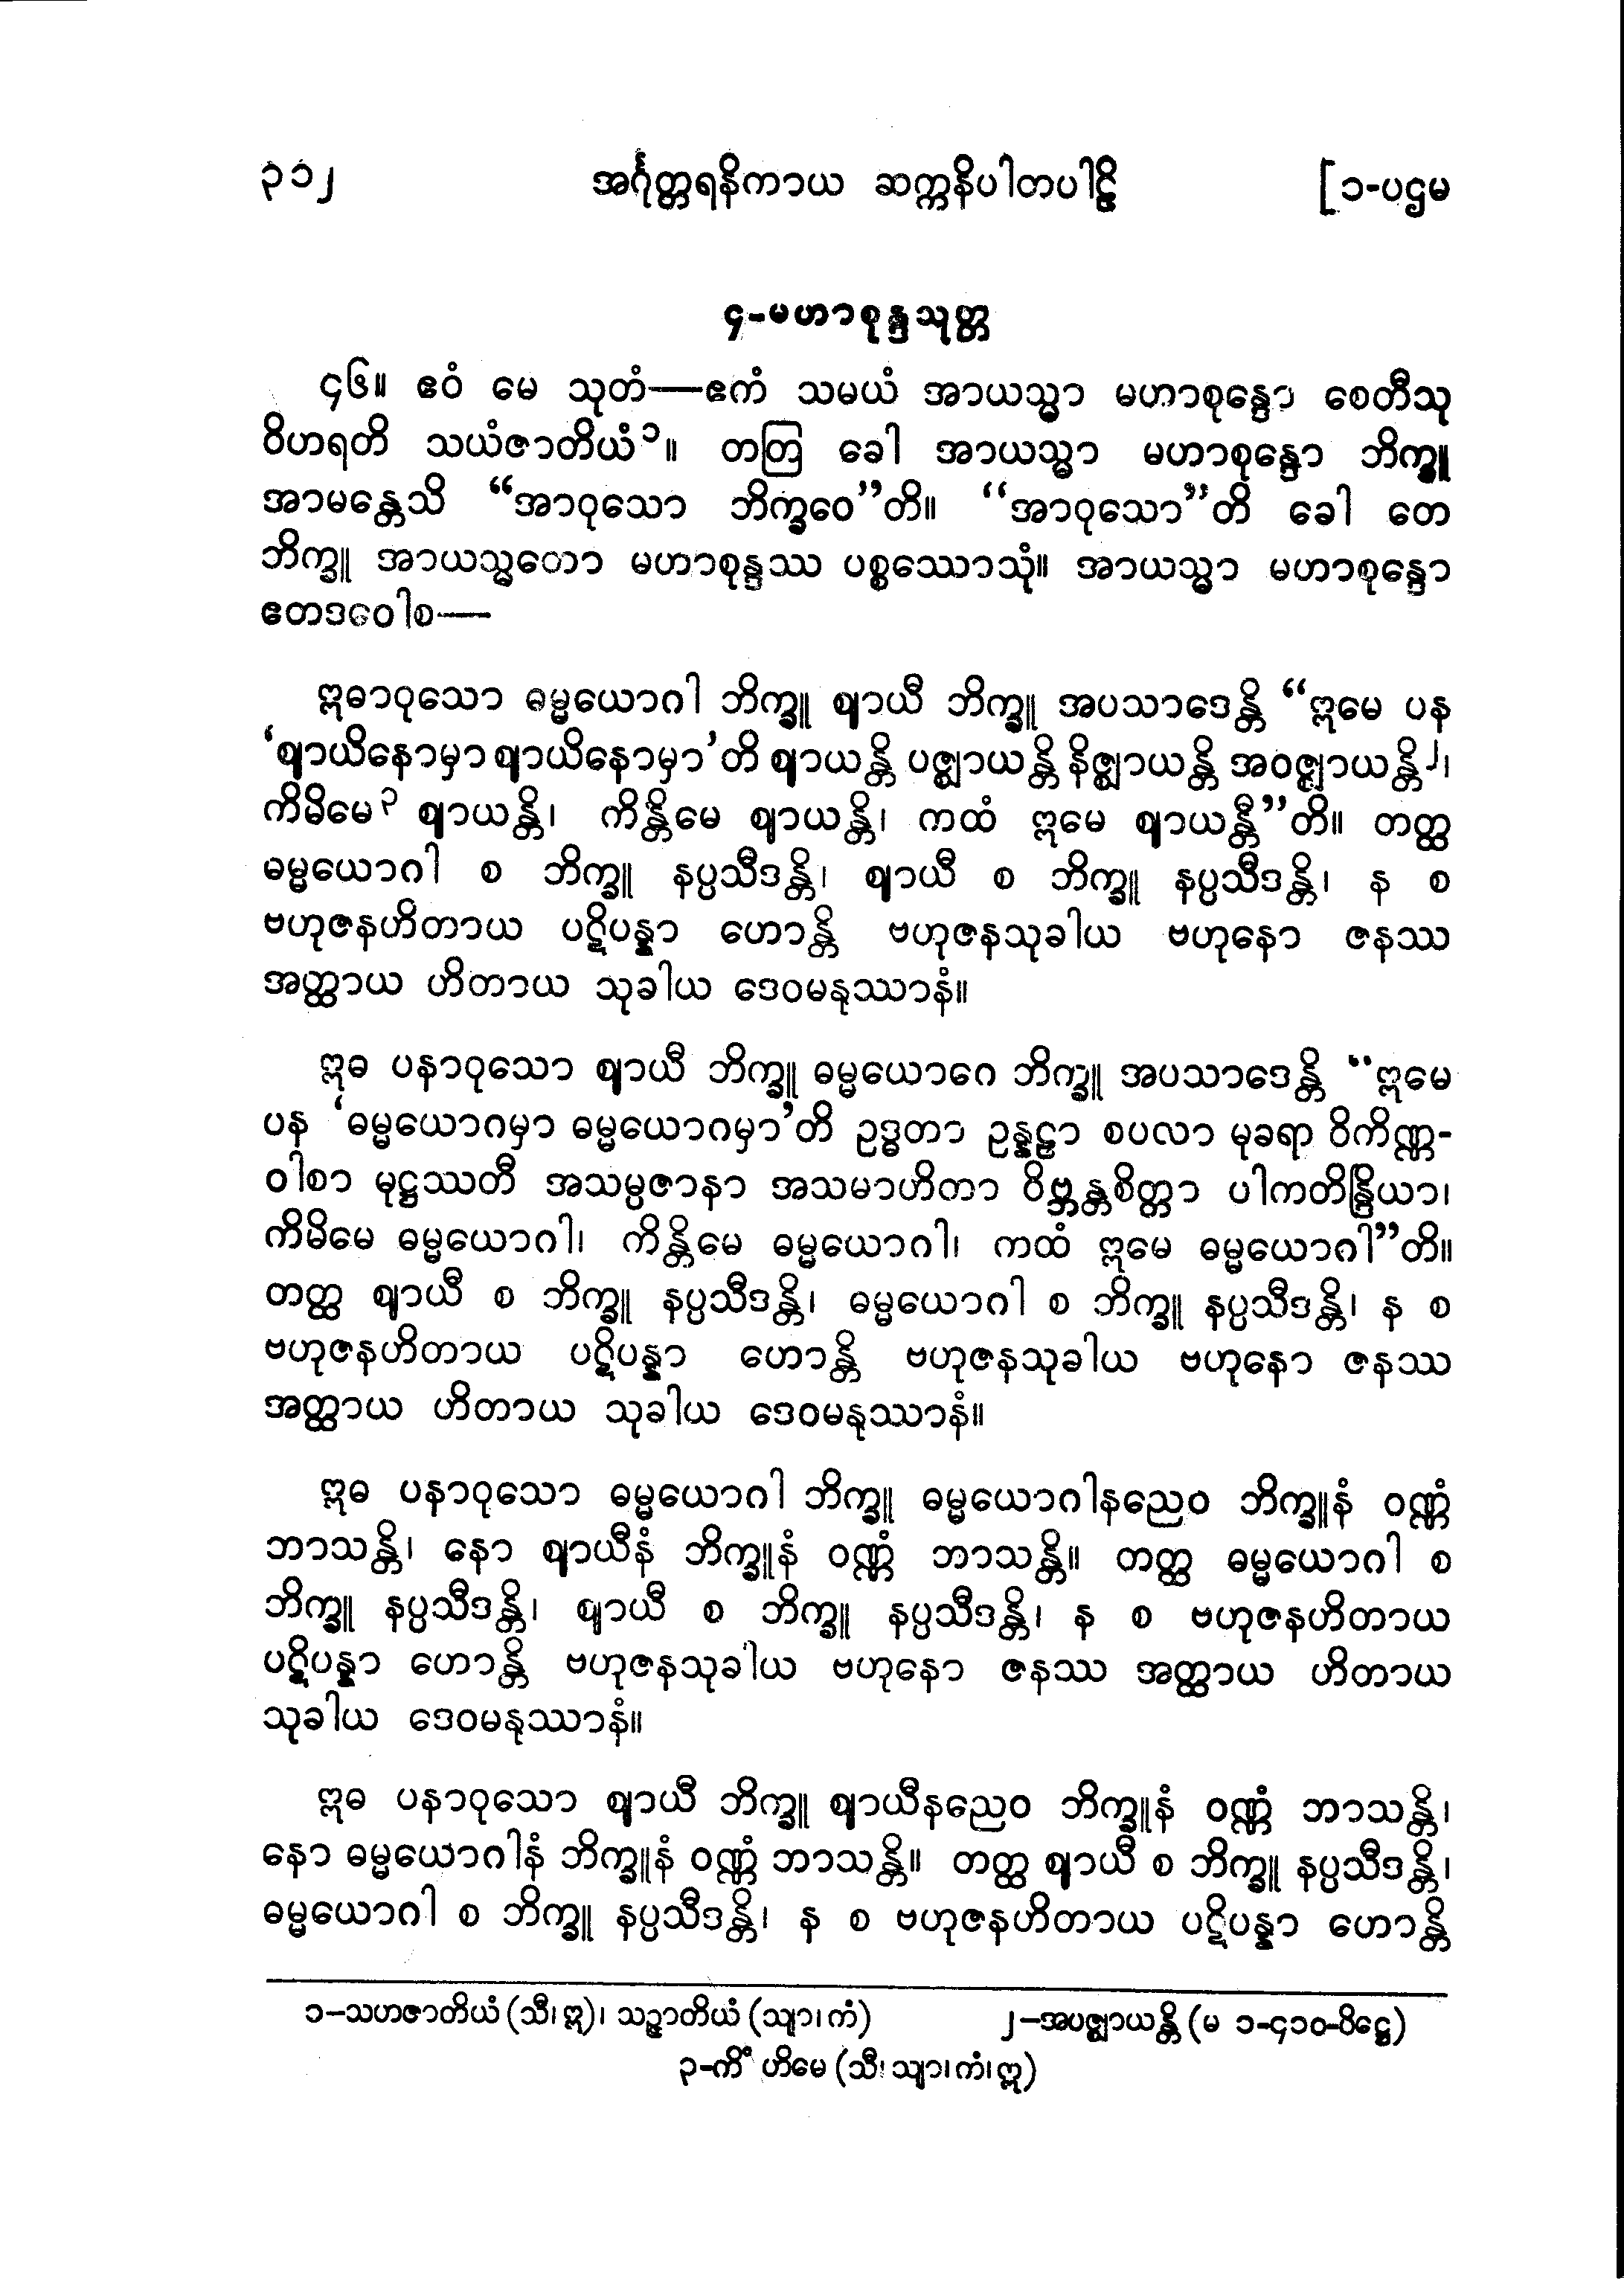 ၃၁၂ အင်္ဂုတ္တရနိကာယ ဆက္ကနိပါတပါဠိ [၁-ပဌမ
၄-မဟာစုန္ဒသုတ္တ
၄၆။ ဧဝံ မေ သုတံ—ဧကံ သမယံ အာယသ္မာ မဟာစုန္ဒော စေတီသု
ဝိဟရတိ သယံဇာတိယံ၁။ တတြ ခေါ အာယသ္မာ မဟာစုန္ဒော ဘိက္ခူ
အာမန္တေသိ “အာဝုသော ဘိက္ခဝေ”တိ။ “အာဝုသော”တိ ခေါ တေ
ဘိက္ခူ အာယသ္မတော မဟာစုန္ဒဿ ပစ္စဿောသုံ။ အာယသ္မာ မဟာစုန္ဒော
ဧတဒဝေါစ—
ဣဓာဝုသော ဓမ္မယောဂါ ဘိက္ခူ ဈာယီ ဘိက္ခူ အပသာဒေန္တိ “ဣမေ ပန
‘ဈာယိနောမှာ ဈာယိနောမှာ’တိ ဈာယန္တိ ပဇ္ဈာယန္တိ နိဇ္ဈာယန္တိ အဝဇ္ဈာယန္တိ၂၊
ကိမိမေ၃ ဈာယန္တိ၊ ကိန္တိမေ ဈာယန္တိ၊ ကထံ ဣမေ ဈာယန္တီ”တိ။ တတ္ထ
ဓမ္မယောဂါ စ ဘိက္ခူ နပ္ပသီဒန္တိ၊ ဈာယီ စ ဘိက္ခူ နပ္ပသီဒန္တိ၊ န စ
ဗဟုဇနဟိတာယ ပဋိပန္နာ ဟောန္တိ ဗဟုဇနသုခါယ ဗဟုနော ဇနဿ
အတ္ထာယ ဟိတာယ သုခါယ ဒေဝမနုဿာနံ။
ဣဓ ပနာဝုသော ဈာယီ ဘိက္ခူ ဓမ္မယောဂေ ဘိက္ခူ အပသာဒေန္တိ “ဣမေ
ပန ‘ဓမ္မယောဂမှာ ဓမ္မယောဂမှာ’တိ ဥဒ္ဓတာ ဥန္နဠာ စပလာ မုခရာ ဝိကိဏ္ဏ-
ဝါစာ မုဋ္ဌဿတီ အသမ္ပဇာနာ အသမာဟိတာ ဝိဗ္ဘန္တစိတ္တာ ပါကတိန္ဒြိယာ၊
ကိမိမေ ဓမ္မယောဂါ၊ ကိန္တိမေ ဓမ္မယောဂါ၊ ကထံ ဣမေ ဓမ္မယောဂါ”တိ။
တတ္ထ ဈာယီ စ ဘိက္ခူ နပ္ပသီဒန္တိ၊ ဓမ္မယောဂါ စ ဘိက္ခူ နပ္ပသီဒန္တိ၊ န စ
ဗဟုဇနဟိတာယ ပဋိပန္နာ ဟောန္တိ ဗဟုဇနသုခါယ ဗဟုနော ဇနဿ
အတ္ထာယ ဟိတာယ သုခါယ ဒေဝမနုဿာနံ။
ဣဓ ပနာဝုသော ဓမ္မယောဂါ ဘိက္ခူ ဓမ္မယောဂါနညေဝ ဘိက္ခူနံ ဝဏ္ဏံ
ဘာသန္တိ၊ နော ဈာယီနံ ဘိက္ခူနံ ဝဏ္ဏံ ဘာသန္တိ။ တတ္ထ ဓမ္မယောဂါ စ
ဘိက္ခူ နပ္ပသီဒန္တိ၊ ဈာယီ စ ဘိက္ခူ နပ္ပသီဒန္တိ၊ န စ ဗဟုဇနဟိတာယ
ပဋိပန္နာ ဟောန္တိ ဗဟုဇနသုခါယ ဗဟုနော ဇနဿ အတ္ထာယ ဟိတာယ
သုခါယ ဒေဝမနုဿာနံ။
ဣဓ ပနာဝုသော ဈာယီ ဘိက္ခူ ဈာယီနညေဝ ဘိက္ခူနံ ဝဏ္ဏံ ဘာသန္တိ၊
နော ဓမ္မယောဂါနံ ဘိက္ခူနံ ဝဏ္ဏံ ဘာသန္တိ။ တတ္ထ ဈာယီ စ ဘိက္ခူ နပ္ပသီဒန္တိ၊
ဓမ္မယောဂါ စ ဘိက္ခူ နပ္ပသီဒန္တိ၊ န စ ဗဟုဇနဟိတာယ ပဋိပန္နာ ဟောန္တိ
၁–သဟဇာတိယံ (သီ၊ ဣ)၊ သဉ္ဇာတိယံ (သျာ၊ ကံ) ၂–အပဇ္ဈာယန္တိ (မ ၁-၄၁၀-ပိဋ္ဌေ)
၃-ကိံ ဟိမေ (သီ၊ သျာ၊ ကံ၊ ဣ)